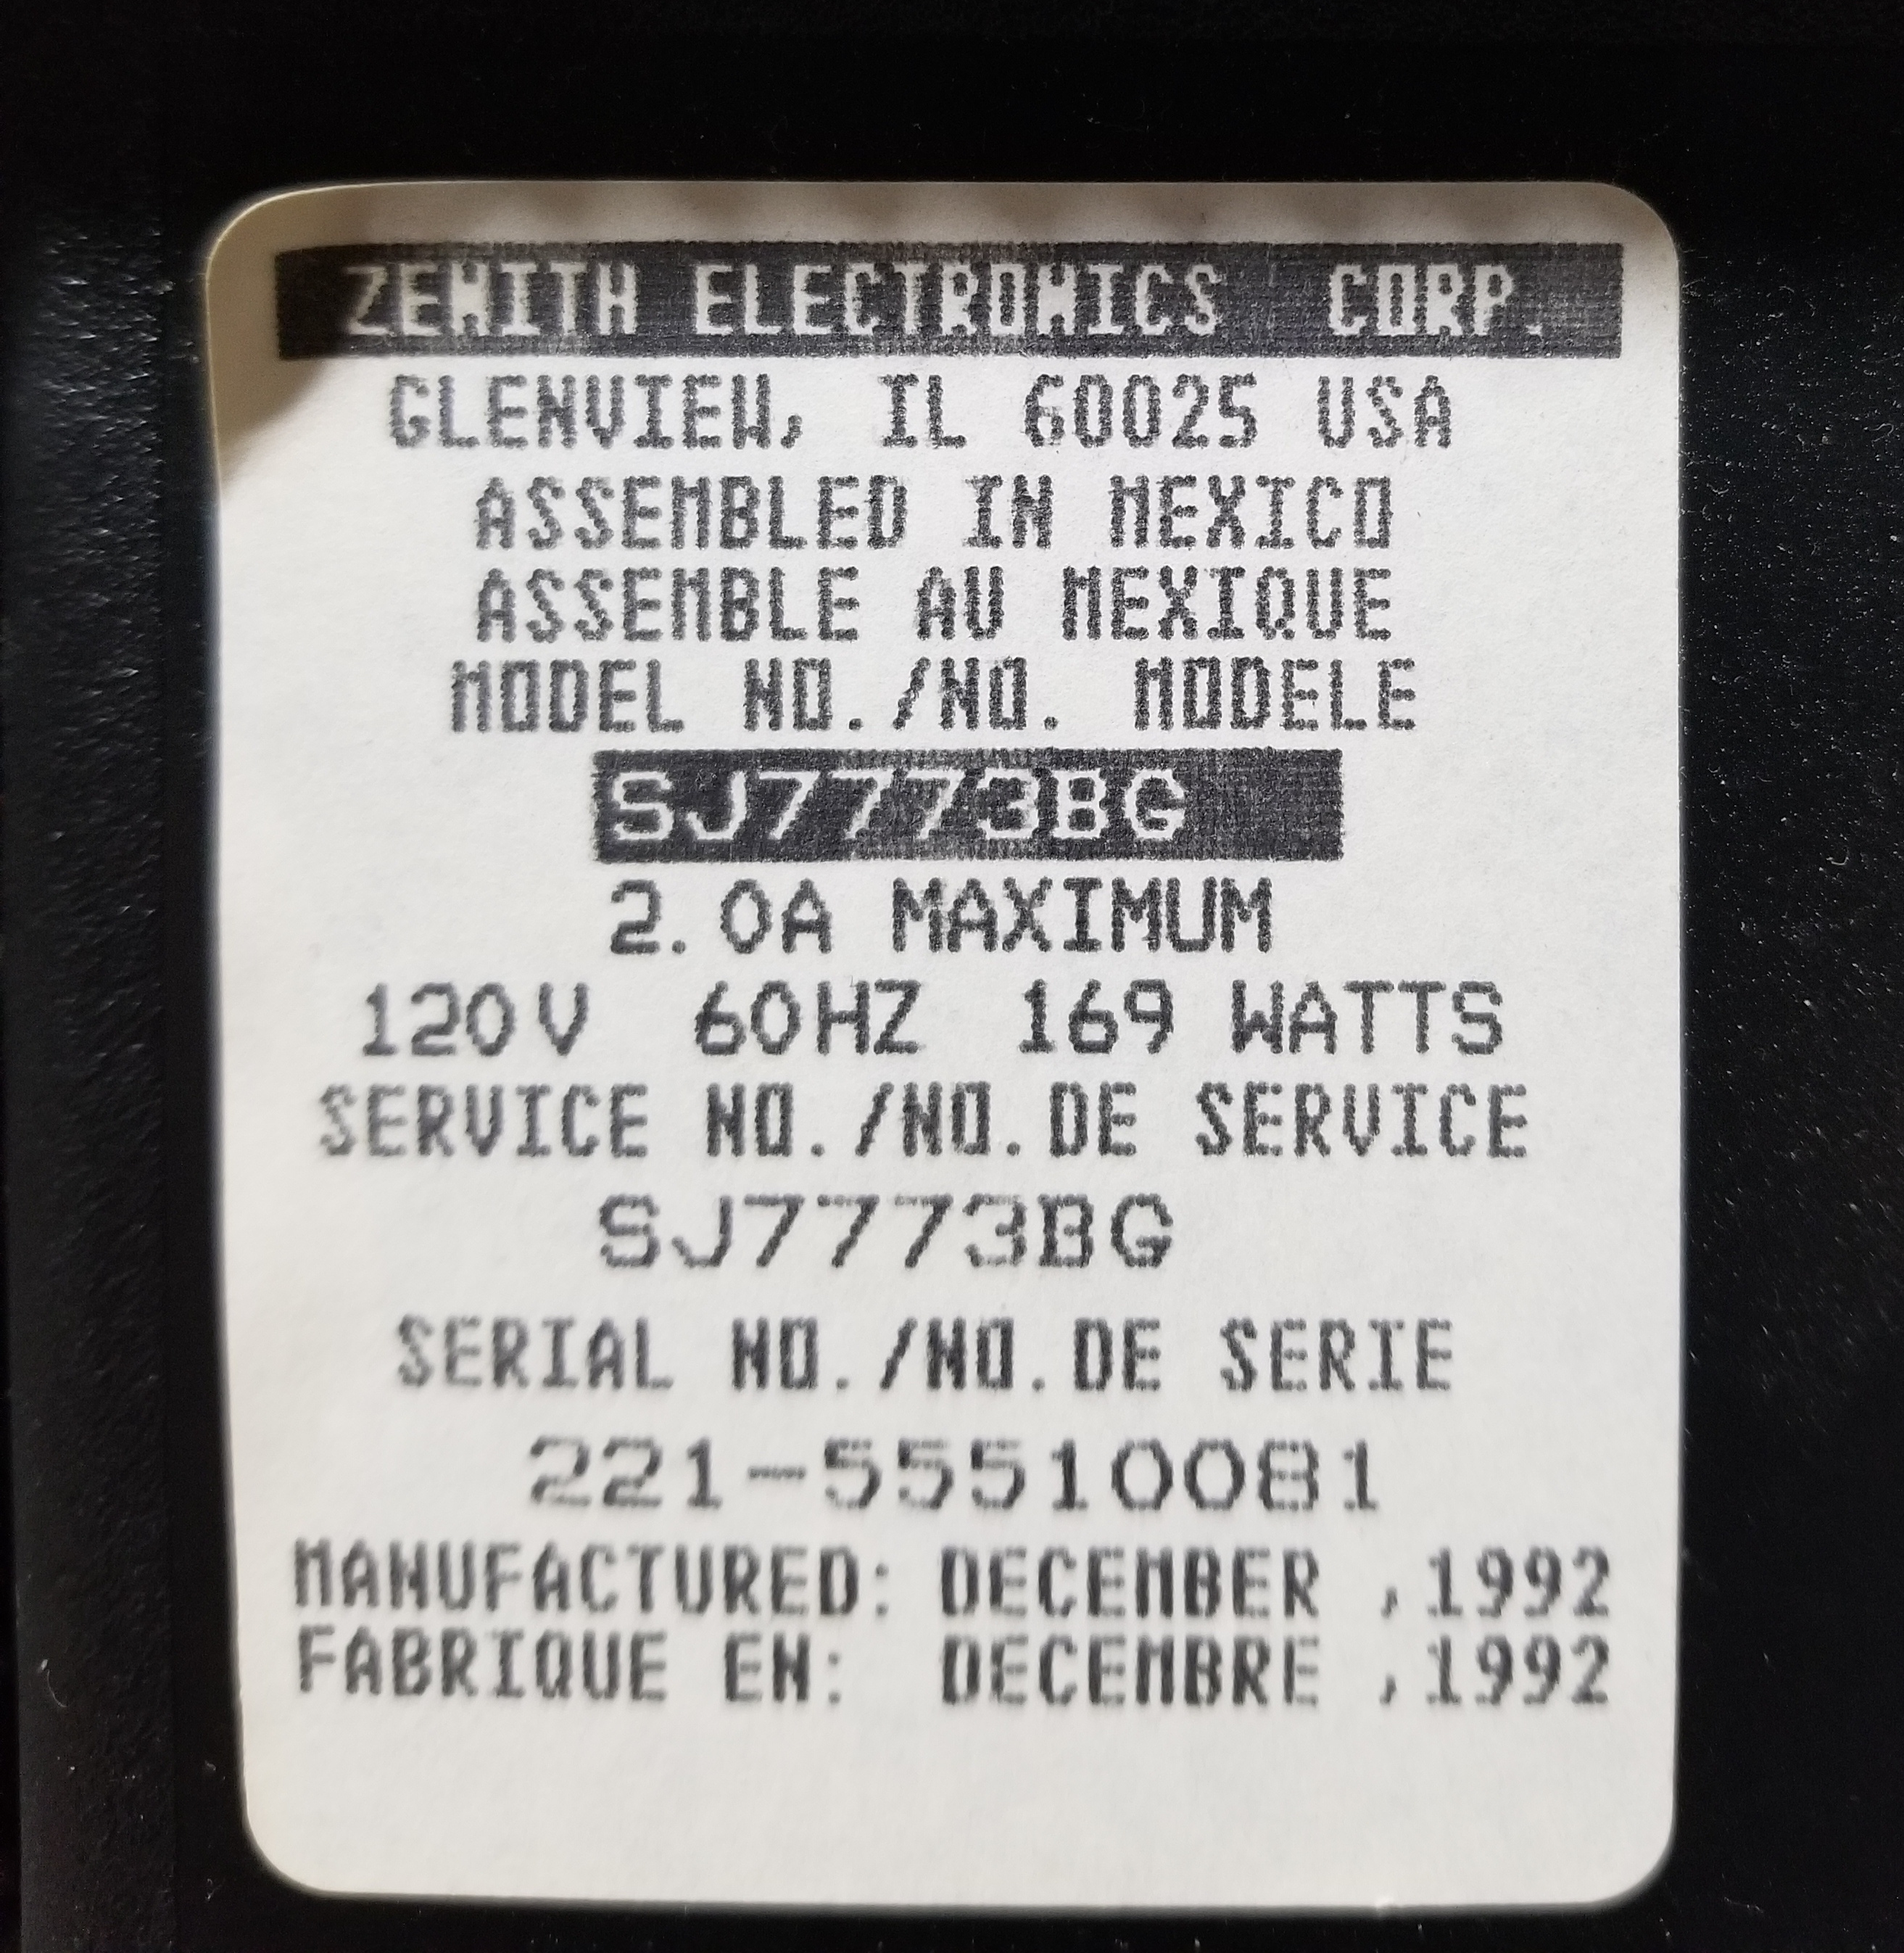 ZENITH ELECTRONICS CORP.
GLENVIEW, IL 60025 USA
ASSEMBLED IN MEXICO
ASSEMBLE AU MEXIQUE
MODEL NO./NO. MODELE
SJ7773BG
2.0A MAXIMUM
120V 60HZ 169 WATTS
SERVICE NO./NO.DE SERVICE
SJ7773BG
SERIAL NO./NO.DE SERIE
221-55510081
MANUFACTURED: DECEMBER ,1992
FABRIQUE EN: DECEMBRE ,1992